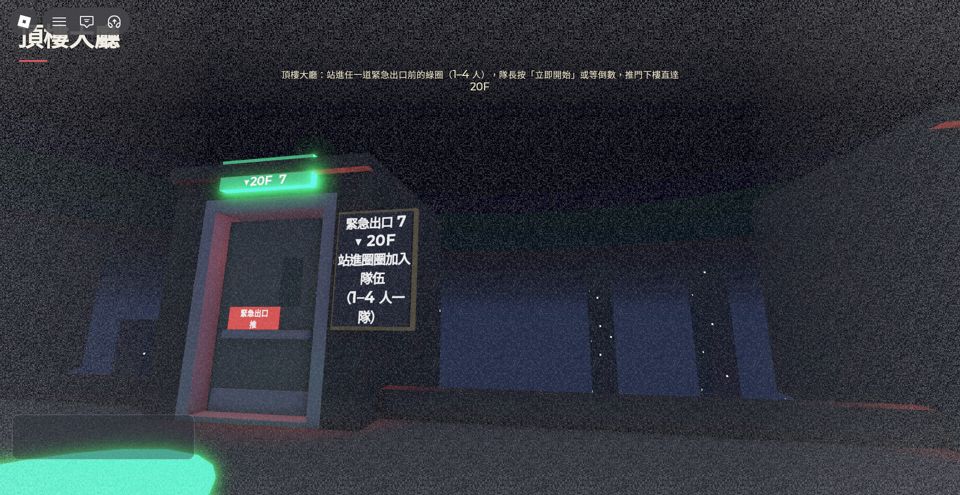 頂樓大廳
頂樓大廳：站進任一道緊急出口前的綠圈（1–4 人），隊長按「立即開始」或等倒數，推門下樓直達
20F
▼20F 7
緊急出口 7
▼ 20F
站進圈圈加入
隊伍
（1–4 人一
隊）
緊急出口
推